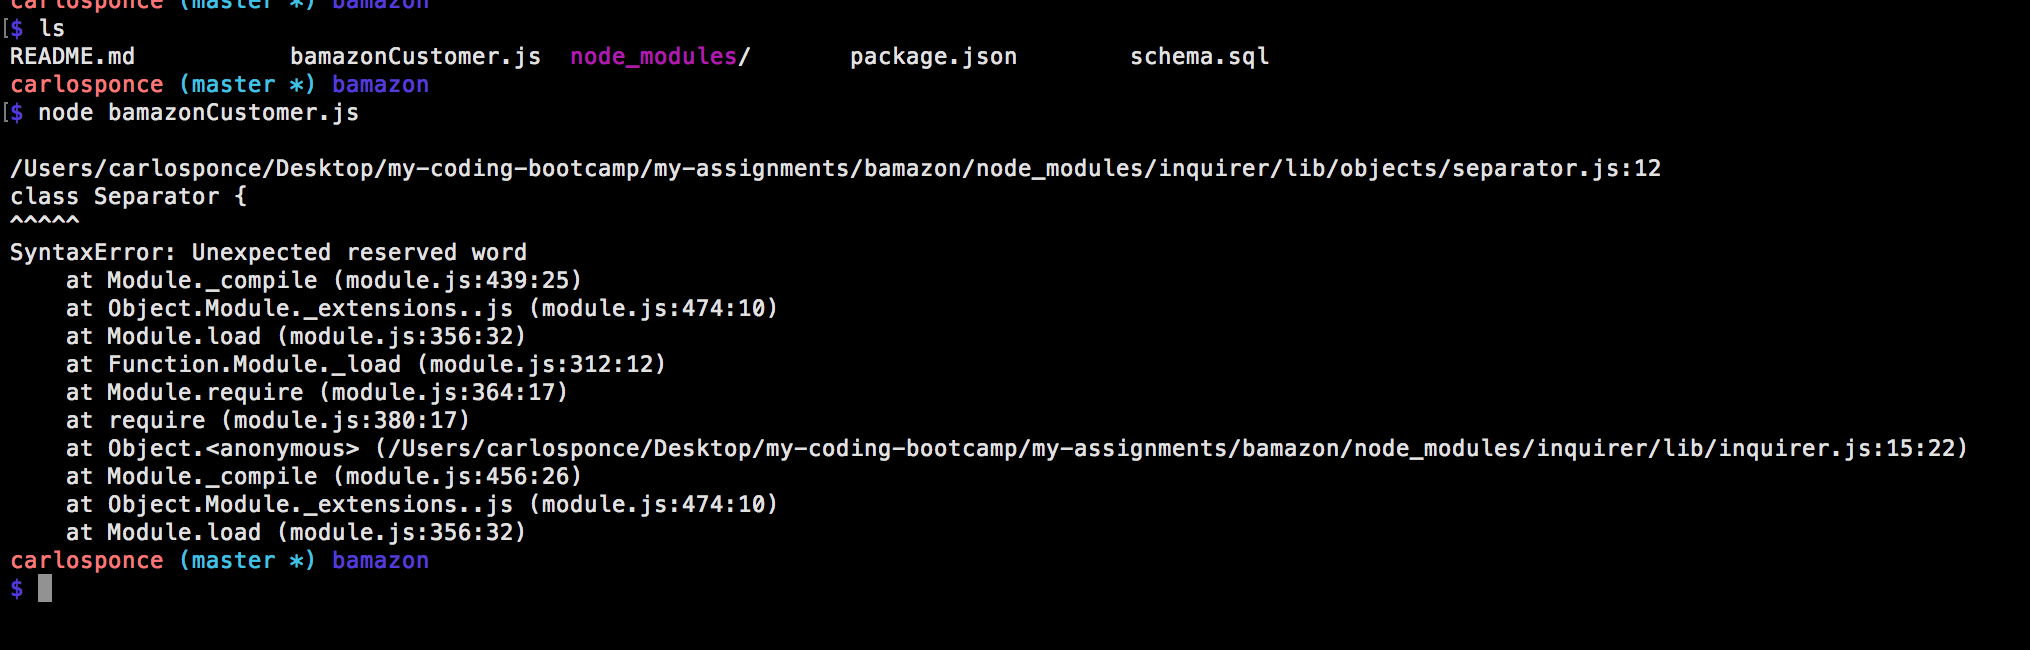 carlosponce (master *) bamazon
[$ ls
README.md bamazonCustomer.js node_modules/ package.json schema.sql
carlosponce (master *) bamazon
[$ node bamazonCustomer.js
/Users/carlosponce/Desktop/my-coding-bootcamp/my-assignments/bamazon/node_modules/inquirer/lib/objects/separator.js:12
class Separator {
^^^^^
SyntaxError: Unexpected reserved word
at Module._compile (module.js:439:25)
at Object.Module._extensions..js (module.js:474:10)
at Module.load (module.js:356:32)
at Function.Module._load (module.js:312:12)
at Module.require (module.js:364:17)
at require (module.js:380:17)
at Object.<anonymous> (/Users/carlosponce/Desktop/my-coding-bootcamp/my-assignments/bamazon/node_modules/inquirer/lib/inquirer.js:15:22)
at Module._compile (module.js:456:26)
at Object.Module._extensions..js (module.js:474:10)
at Module.load (module.js:356:32)
carlosponce (master *) bamazon
$